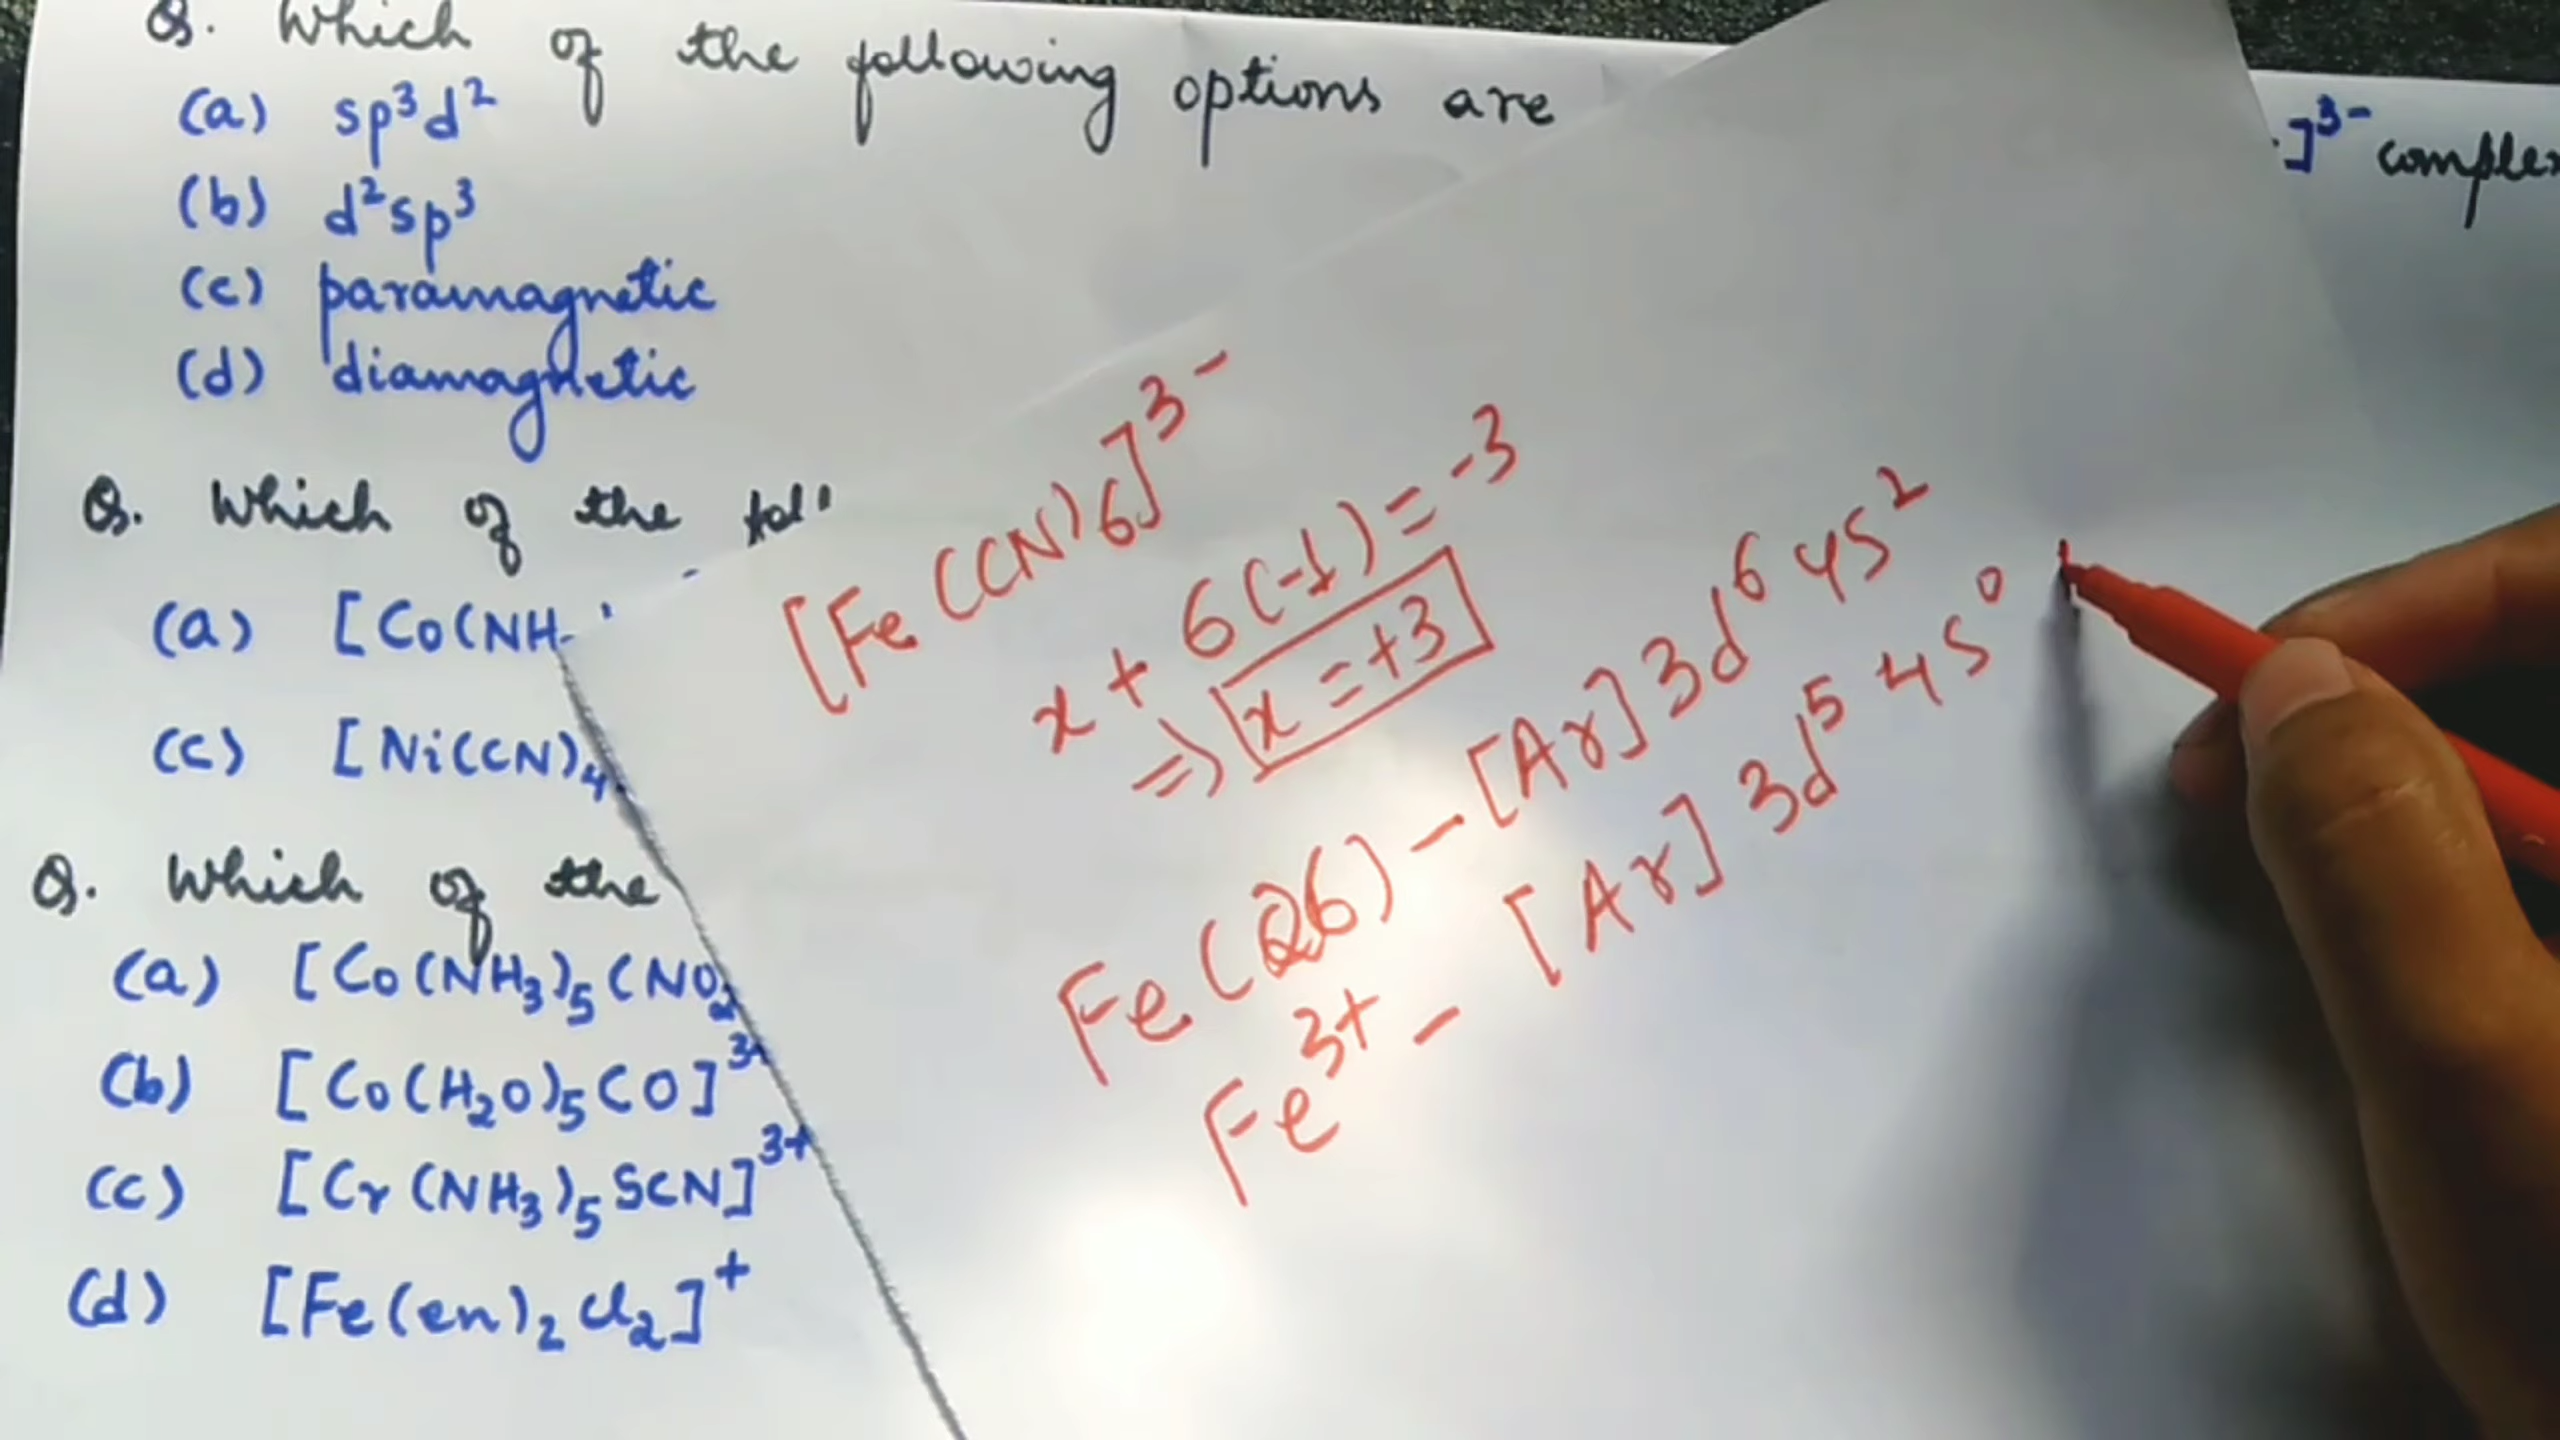 Q. Which of the following options are
]³⁻ complex
(a) sp³d²
(b) d²sp³
(c) paramagnetic
(d) diamagnetic
Q. Which of the
(a) [Co(NH
(c) [Ni(CN)₄
Q. Which of the
(a) [Co(NH₃)₅(NO₂
(b) [Co(H₂O)₅CO]³⁺
(c) [Cr(NH₃)₅SCN]³⁺
(d) [Fe(en)₂Cl₂]⁺
[Fe(CN)6]³⁻
x + 6(-1) = -3
⇒ x = +3
Fe(26) - [Ar] 3d⁶ 4s²
Fe³⁺ - [Ar] 3d⁵ 4s⁰